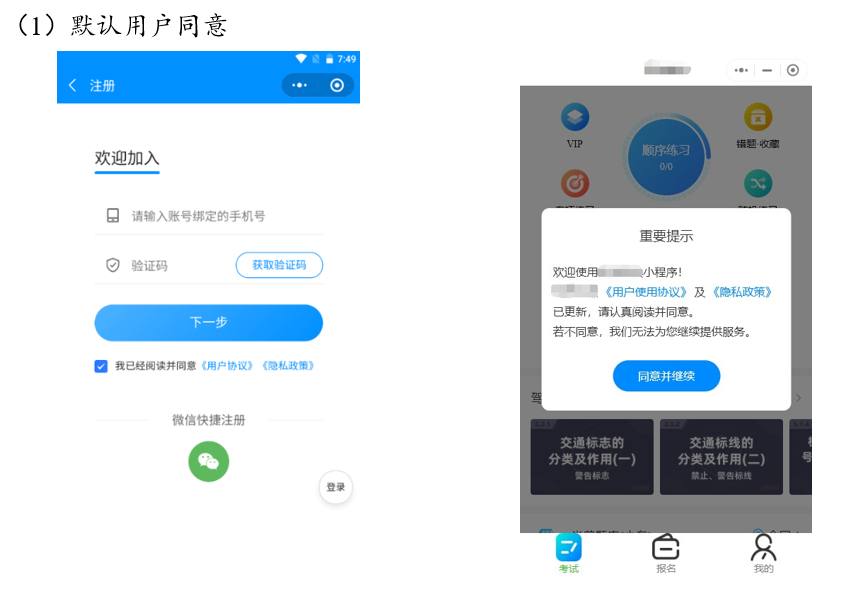 （1）默认用户同意
7:49
注册
欢迎加入
请输入账号绑定的手机号
验证码
获取验证码
下一步
我已经阅读并同意《用户协议》《隐私政策》
微信快捷注册
登录
VIP
顺序练习
0/0
错题·收藏
重要提示
欢迎使用
小程序！
《用户使用协议》 及 《隐私政策》
已更新，请认真阅读并同意。
若不同意，我们无法为您继续提供服务。
同意并继续
驾
交通标志的
分类及作用(一)
警告标志
交通标线的
分类及作用(二)
禁止、警告标线
号
考试
报名
我的